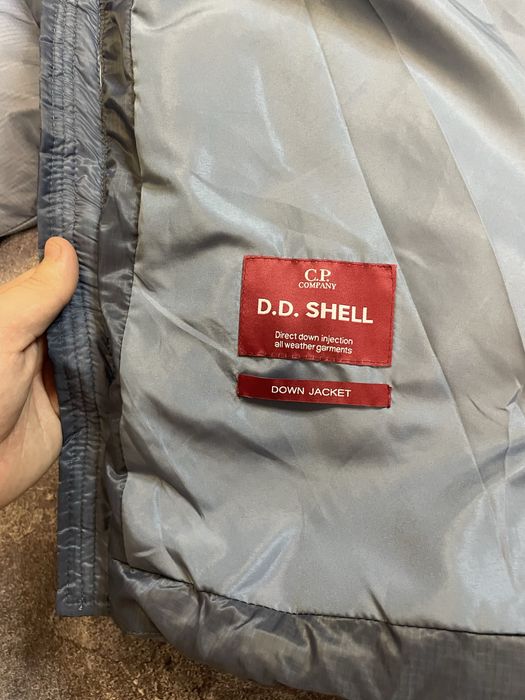 C.P.
COMPANY
D.D. SHELL
Direct down injection
all weather garments
DOWN JACKET